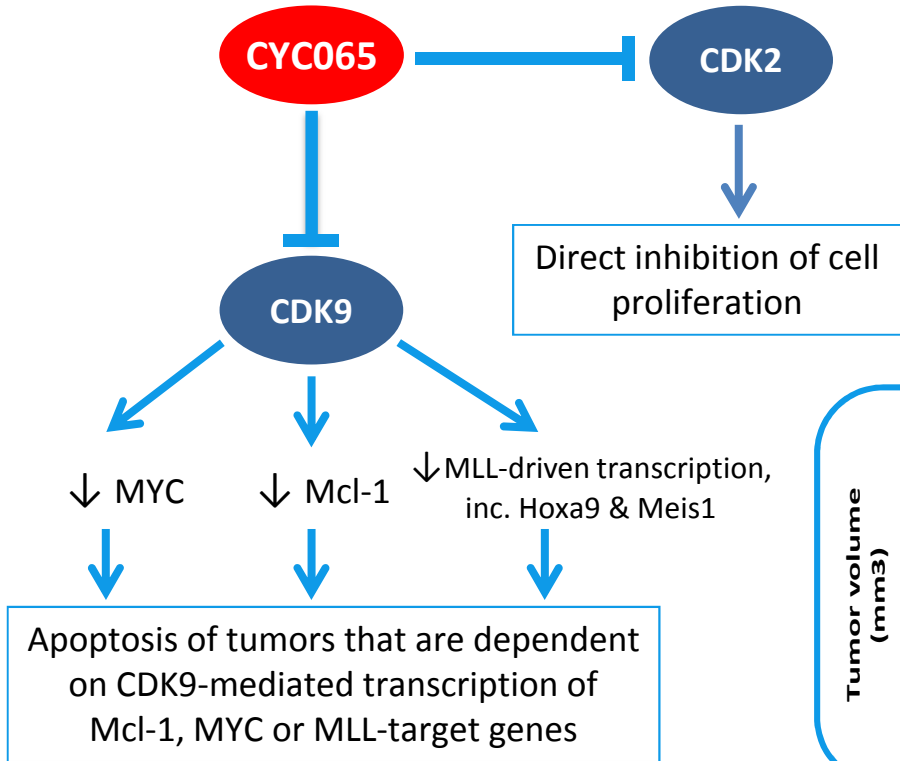 CYC065
CDK2
Direct inhibition of cell
proliferation
CDK9
↓ MYC
↓ Mcl-1
↓ MLL-driven transcription,
inc. Hoxa9 & Meis1
Apoptosis of tumors that are dependent
on CDK9-mediated transcription of
Mcl-1, MYC or MLL-target genes
Tumor volume
(mm3)